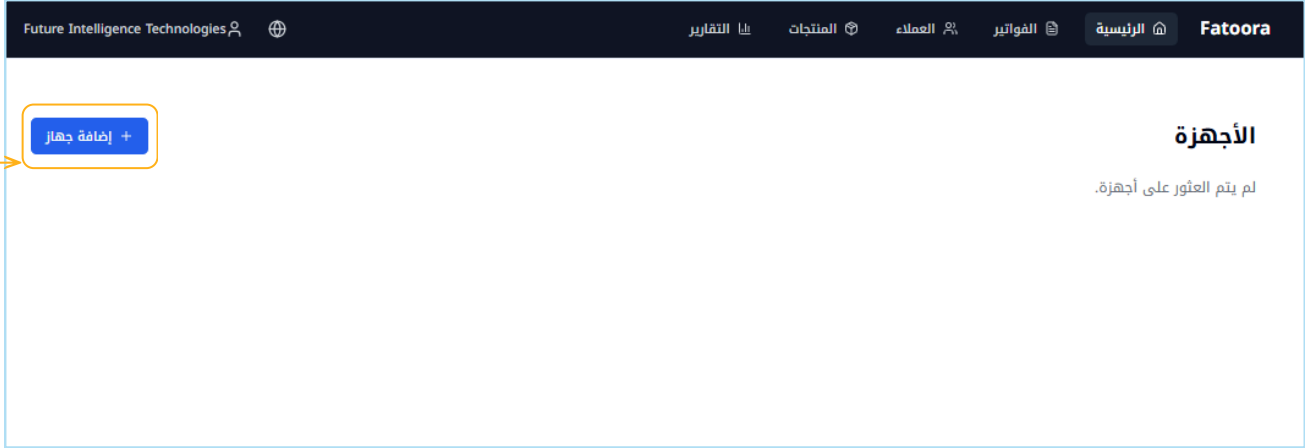 Fatoora
الرئيسية
الفواتير
العملاء
المنتجات
التقارير
Future Intelligence Technologies
الأجهزة
+ إضافة جهاز
لم يتم العثور على أجهزة.